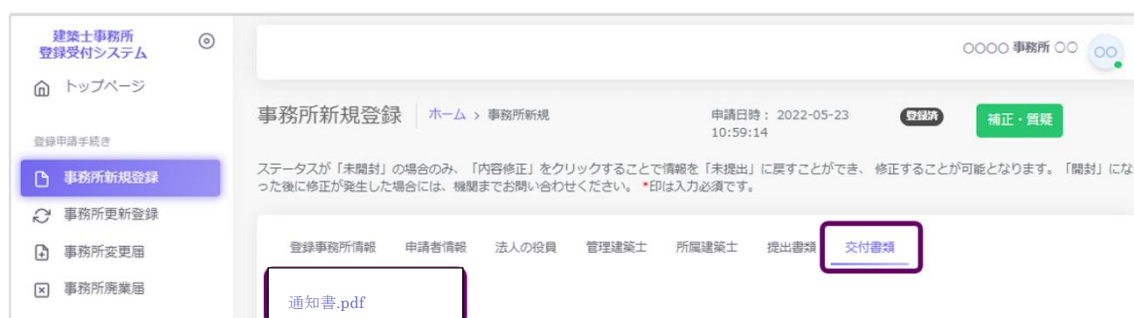 建築士事務所
登録受付システム
トップページ
登録申請手続き
事務所新規登録
事務所更新登録
事務所変更届
事務所廃業届
○○○○ 事務所 ○○
○○
事務所新規登録
ホーム › 事務所新規
申請日時： 2022-05-23
10:59:14
登録済
補正・質疑
ステータスが「未開封」の場合のみ、「内容修正」をクリックすることで情報を「未提出」に戻すことができ、 修正することが可能となります。「開封」にな
った後に修正が発生した場合には、機関までお問い合わせください。 *印は入力必須です。
登録事務所情報 申請者情報 法人の役員 管理建築士 所属建築士 提出書類 交付書類
通知書.pdf